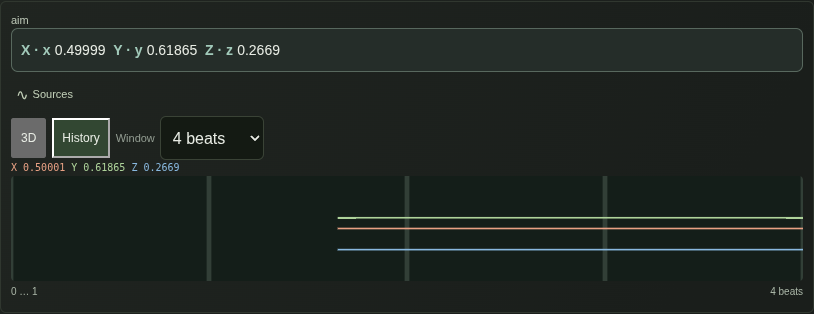 aim
X · x 0.49999 Y · y 0.61865 Z · z 0.2669
∿ Sources
3D History Window 4 beats
X 0.50001 Y 0.61865 Z 0.2669
0 … 1 4 beats